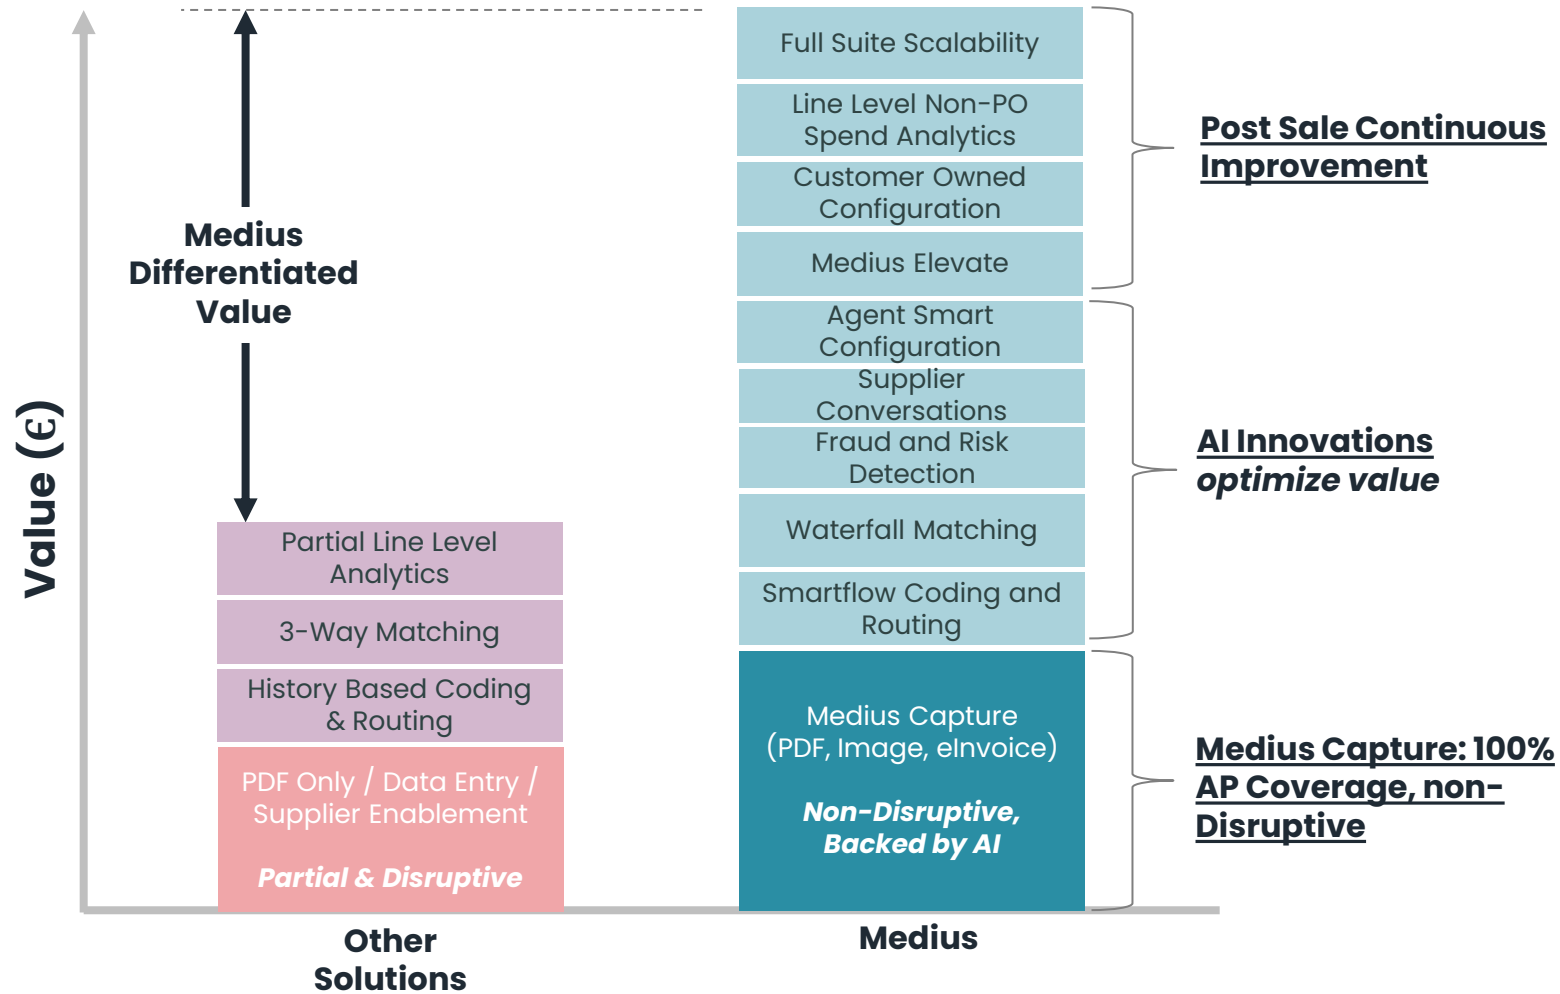 Value (€)
Medius
Differentiated
Value
Partial Line Level
Analytics
3-Way Matching
History Based Coding
& Routing
PDF Only / Data Entry /
Supplier Enablement
Partial & Disruptive
Other
Solutions
Full Suite Scalability
Line Level Non-PO
Spend Analytics
Customer Owned
Configuration
Medius Elevate
Agent Smart
Configuration
Supplier
Conversations
Fraud and Risk
Detection
Waterfall Matching
Smartflow Coding and
Routing
Medius Capture
(PDF, Image, eInvoice)
Non-Disruptive,
Backed by AI
Medius
Post Sale Continuous
Improvement
AI Innovations
optimize value
Medius Capture: 100%
AP Coverage, non-
Disruptive